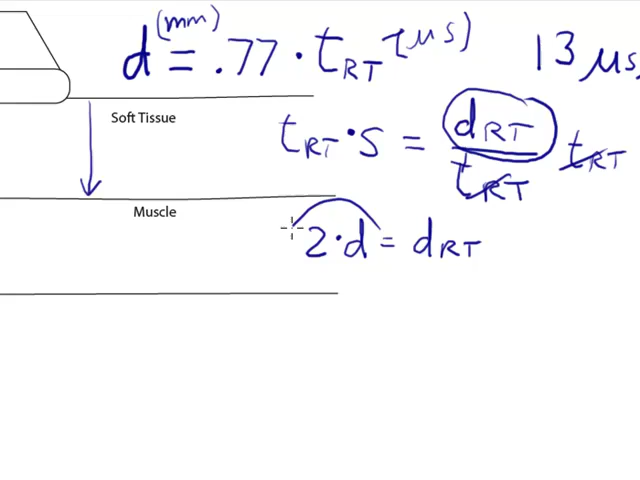 d (mm) = .77 · tRT (μs) 13 μs
Soft Tissue
tRT · S = dRT / tRT tRT
Muscle
2 · d = dRT